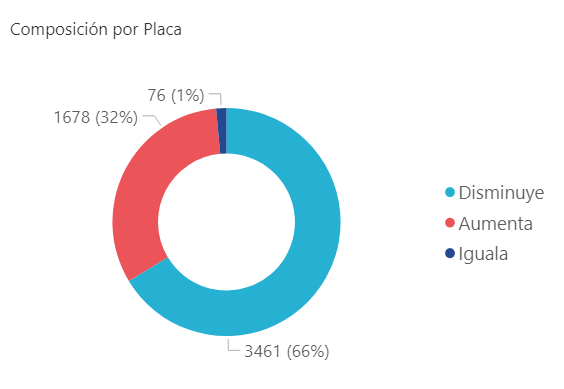 Composición por Placa
76 (1%)
1678 (32%)
Disminuye
Aumenta
Iguala
3461 (66%)